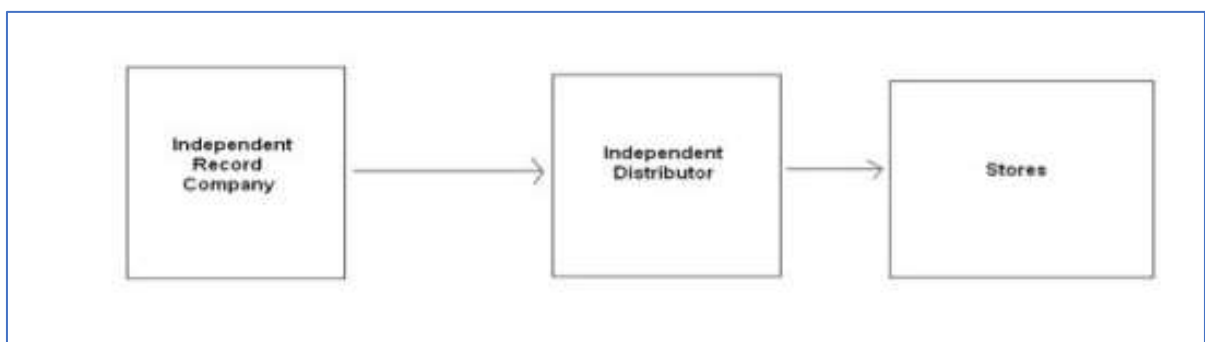 Independent
Record
Company
Independent
Distributor
Stores